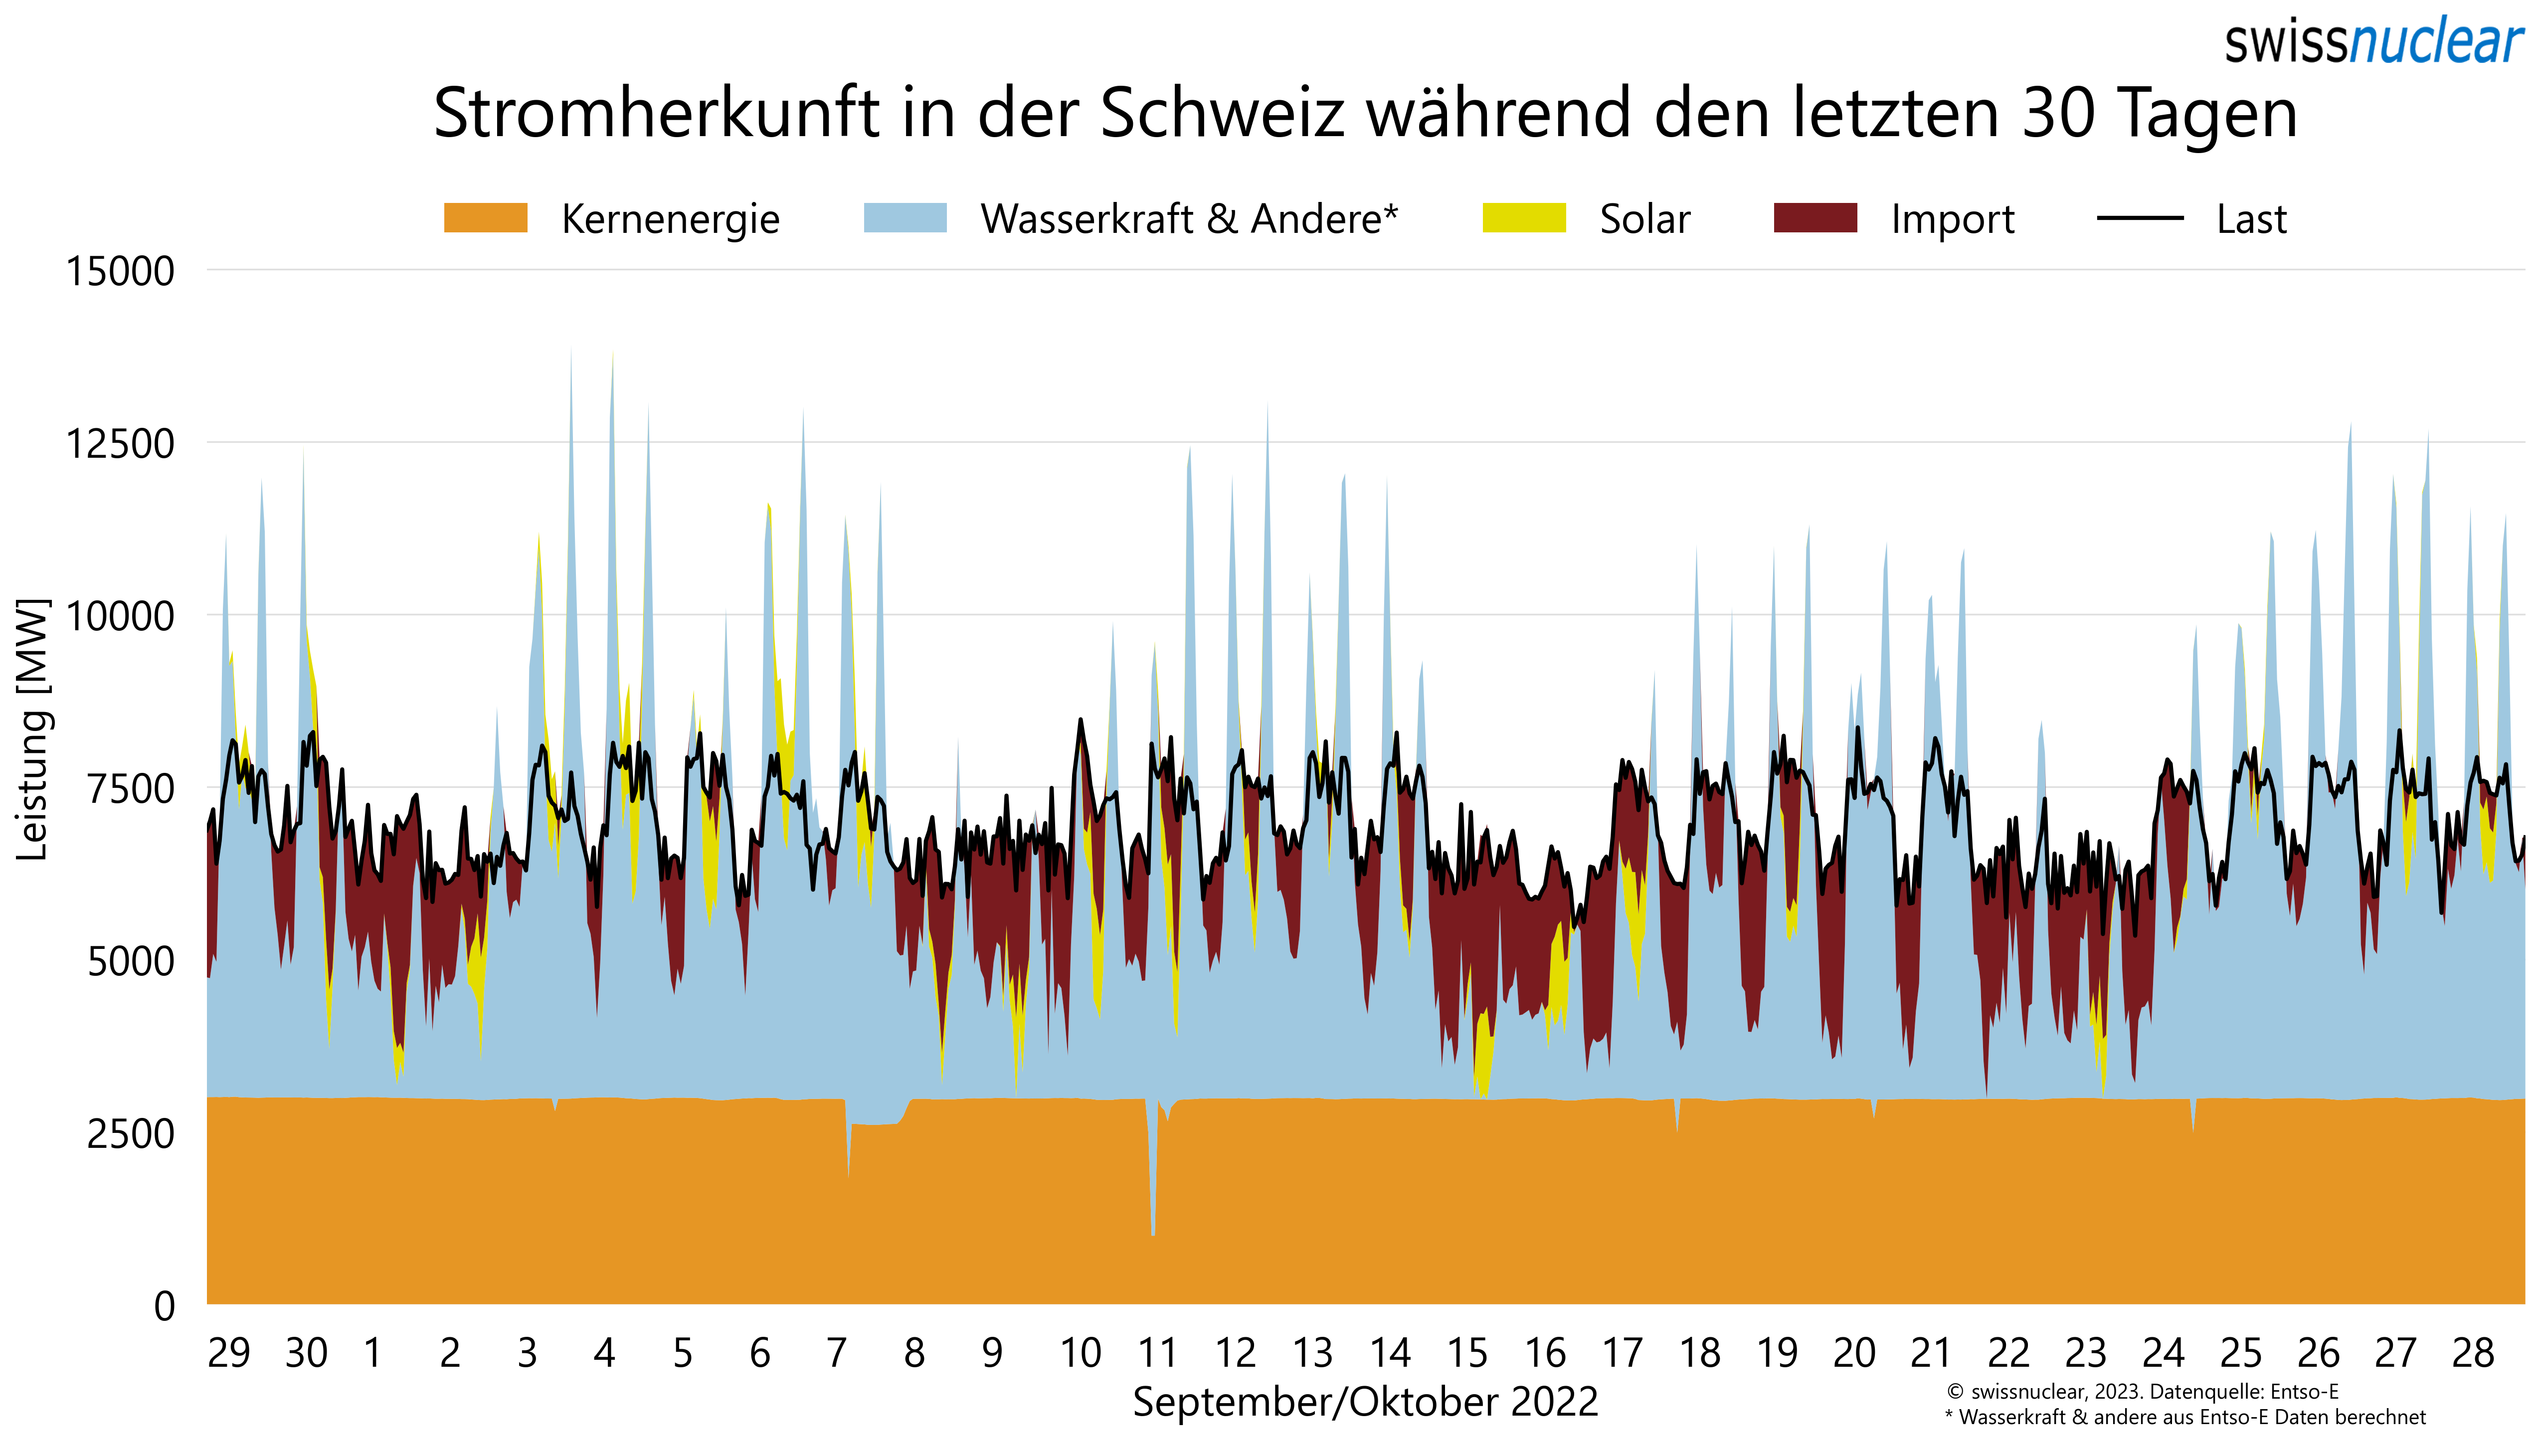 swissnuclear
Stromherkunft in der Schweiz während den letzten 30 Tagen
Kernenergie Wasserkraft & Andere* Solar Import Last
15000
12500
10000
7500
5000
2500
0
Leistung [MW]
29 30 1 2 3 4 5 6 7 8 9 10 11 12 13 14 15 16 17 18 19 20 21 22 23 24 25 26 27 28
September/Oktober 2022
© swissnuclear, 2023. Datenquelle: Entso-E
* Wasserkraft & andere aus Entso-E Daten berechnet